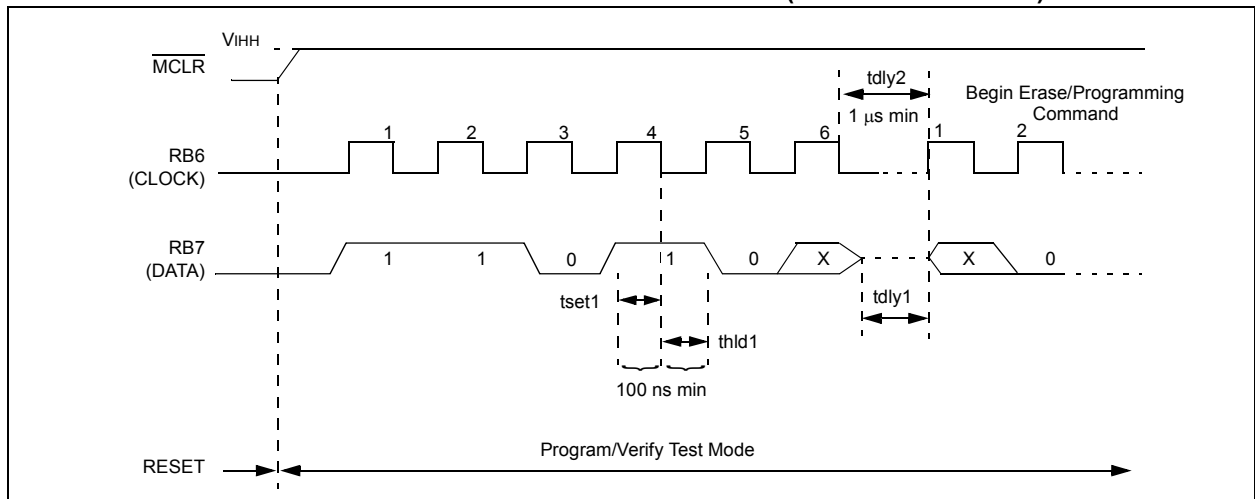 VIHH
MCLR
tdly2
1 µs min
Begin Erase/Programming
Command
1 2 3 4 5 6 1 2
RB6
(CLOCK)
RB7
(DATA)
1 1 0 1 0 X X 0
tset1
tdly1
thld1
100 ns min
Program/Verify Test Mode
RESET